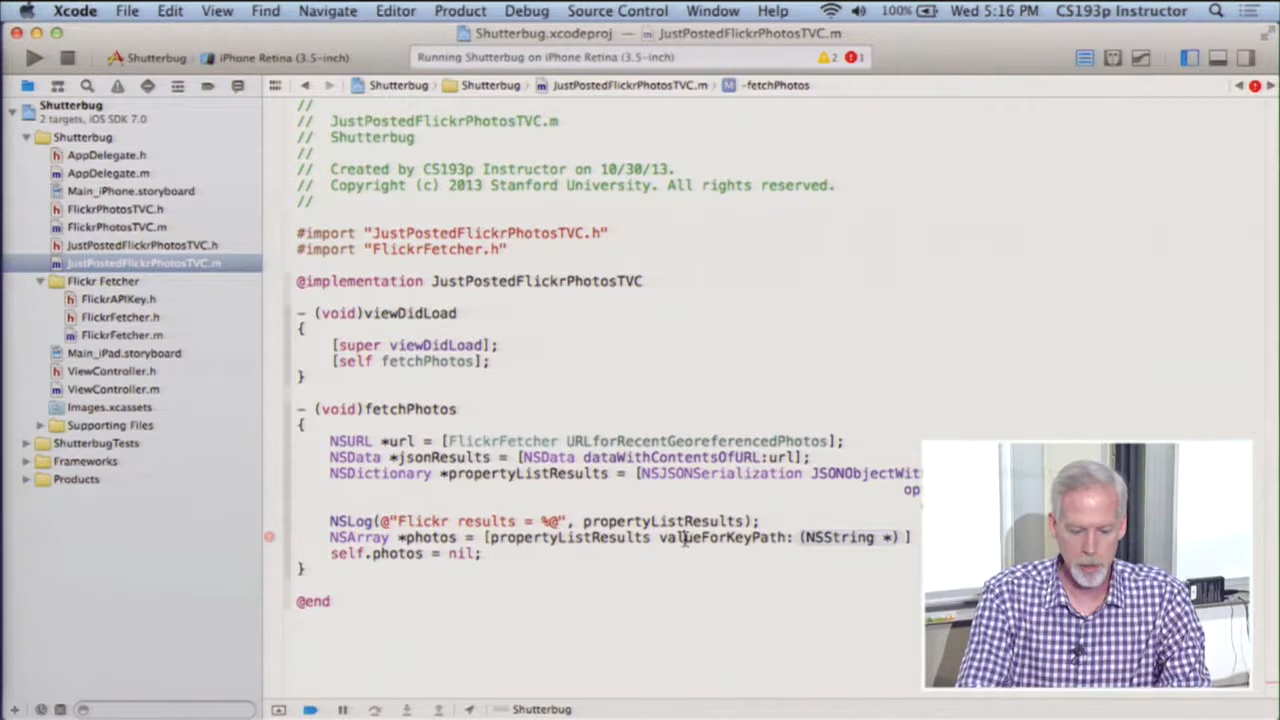 Xcode File Edit View Find Navigate Editor Product Debug Source Control Window Help 100% Wed 5:16 PM CS193p Instructor
Shutterbug.xcodeproj — JustPostedFlickrPhotosTVC.m
Shutterbug iPhone Retina (3.5-inch) Running Shutterbug on iPhone Retina (3.5-inch) 2 1
Shutterbug Shutterbug JustPostedFlickrPhotosTVC.m M -fetchPhotos
Shutterbug
2 targets, iOS SDK 7.0
Shutterbug
h AppDelegate.h
m AppDelegate.m
Main_iPhone.storyboard
h FlickrPhotosTVC.h
m FlickrPhotosTVC.m
h JustPostedFlickrPhotosTVC.h
m JustPostedFlickrPhotosTVC.m
Flickr Fetcher
h FlickrAPIKey.h
h FlickrFetcher.h
m FlickrFetcher.m
Main_iPad.storyboard
h ViewController.h
m ViewController.m
Images.xcassets
Supporting Files
ShutterbugTests
Frameworks
Products
//
// JustPostedFlickrPhotosTVC.m
// Shutterbug
//
// Created by CS193p Instructor on 10/30/13.
// Copyright (c) 2013 Stanford University. All rights reserved.
//
#import "JustPostedFlickrPhotosTVC.h"
#import "FlickrFetcher.h"
@implementation JustPostedFlickrPhotosTVC
- (void)viewDidLoad
{
[super viewDidLoad];
[self fetchPhotos];
}
- (void)fetchPhotos
{
NSURL *url = [FlickrFetcher URLforRecentGeoreferencedPhotos];
NSData *jsonResults = [NSData dataWithContentsOfURL:url];
NSDictionary *propertyListResults = [NSJSONSerialization JSONObjectWit
op
NSLog(@"Flickr results = %@", propertyListResults);
NSArray *photos = [propertyListResults valueForKeyPath:(NSString *)]
self.photos = nil;
}
@end
Shutterbug